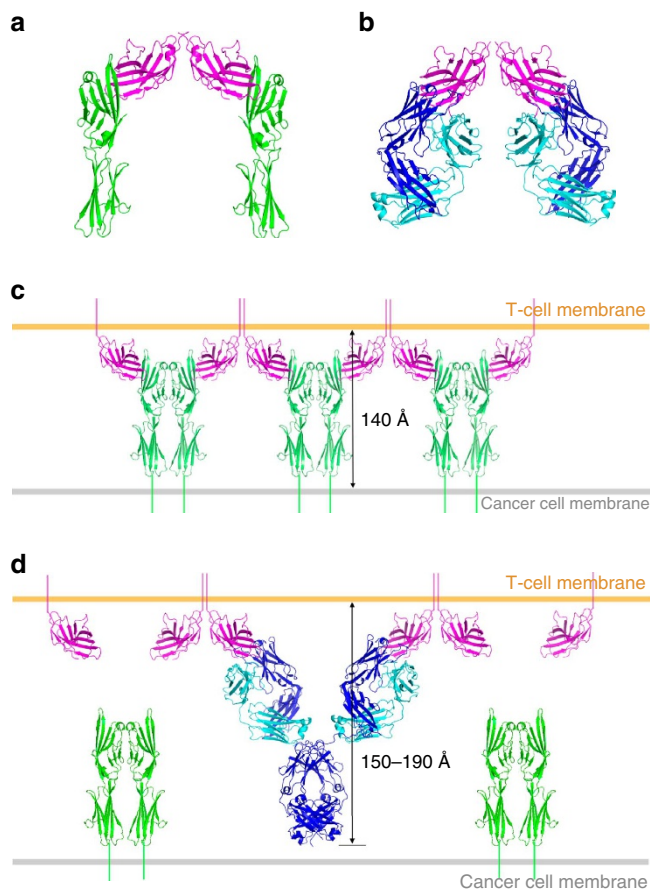 a
b
c
T-cell membrane
140 Å
Cancer cell membrane
d
T-cell membrane
150–190 Å
Cancer cell membrane